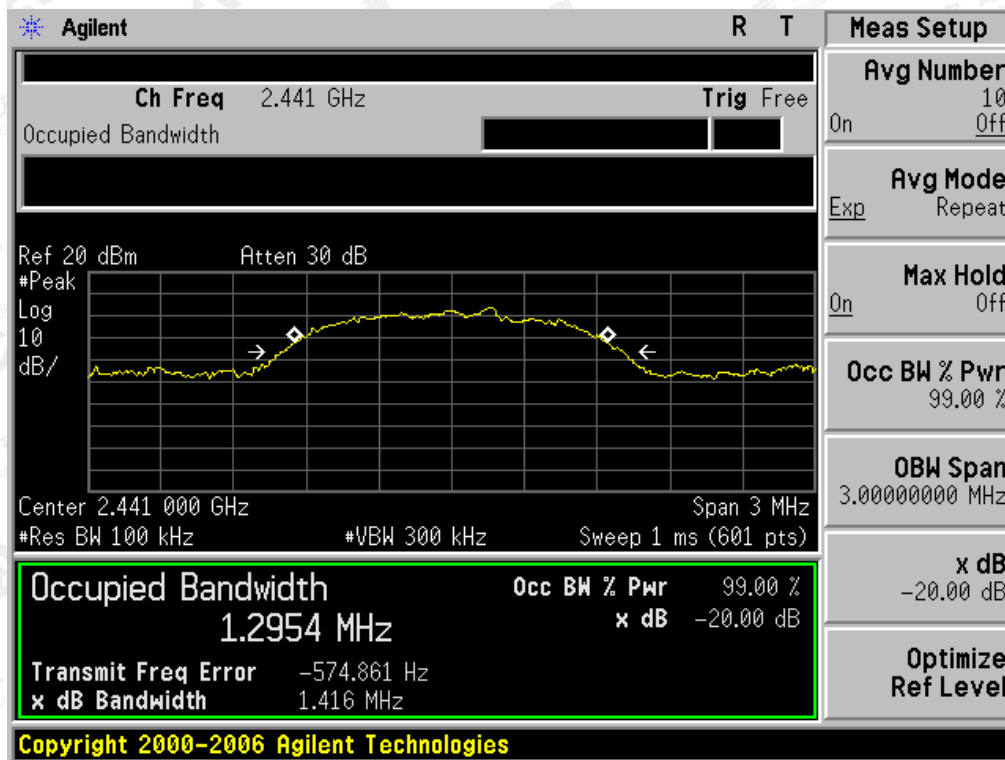 Agilent R T
Ch Freq 2.441 GHz Trig Free
Occupied Bandwidth
Ref 20 dBm Atten 30 dB
#Peak
Log
10
dB/
Center 2.441 000 GHz Span 3 MHz
#Res BW 100 kHz #VBW 300 kHz Sweep 1 ms (601 pts)
Occupied Bandwidth
1.2954 MHz
Occ BW % Pwr 99.00 %
x dB -20.00 dB
Transmit Freq Error -574.861 Hz
x dB Bandwidth 1.416 MHz
Copyright 2000-2006 Agilent Technologies
Meas Setup
Avg Number
10
On Off
Avg Mode
Exp Repeat
Max Hold
On Off
Occ BW % Pwr
99.00 %
OBW Span
3.00000000 MHz
x dB
-20.00 dB
Optimize
Ref Level